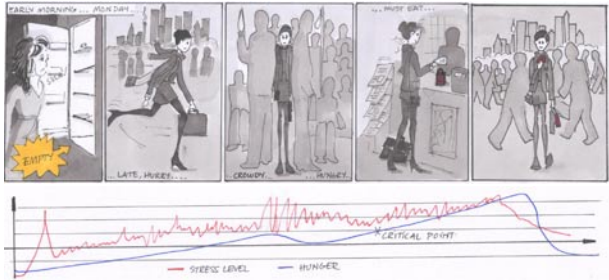 EARLY MORNING... MONDAY...
EMPTY
...LATE, HURRY....
...CROWDY...
...HUNGRY..
...MUST EAT...
CRITICAL POINT
STRESS LEVEL
HUNGER